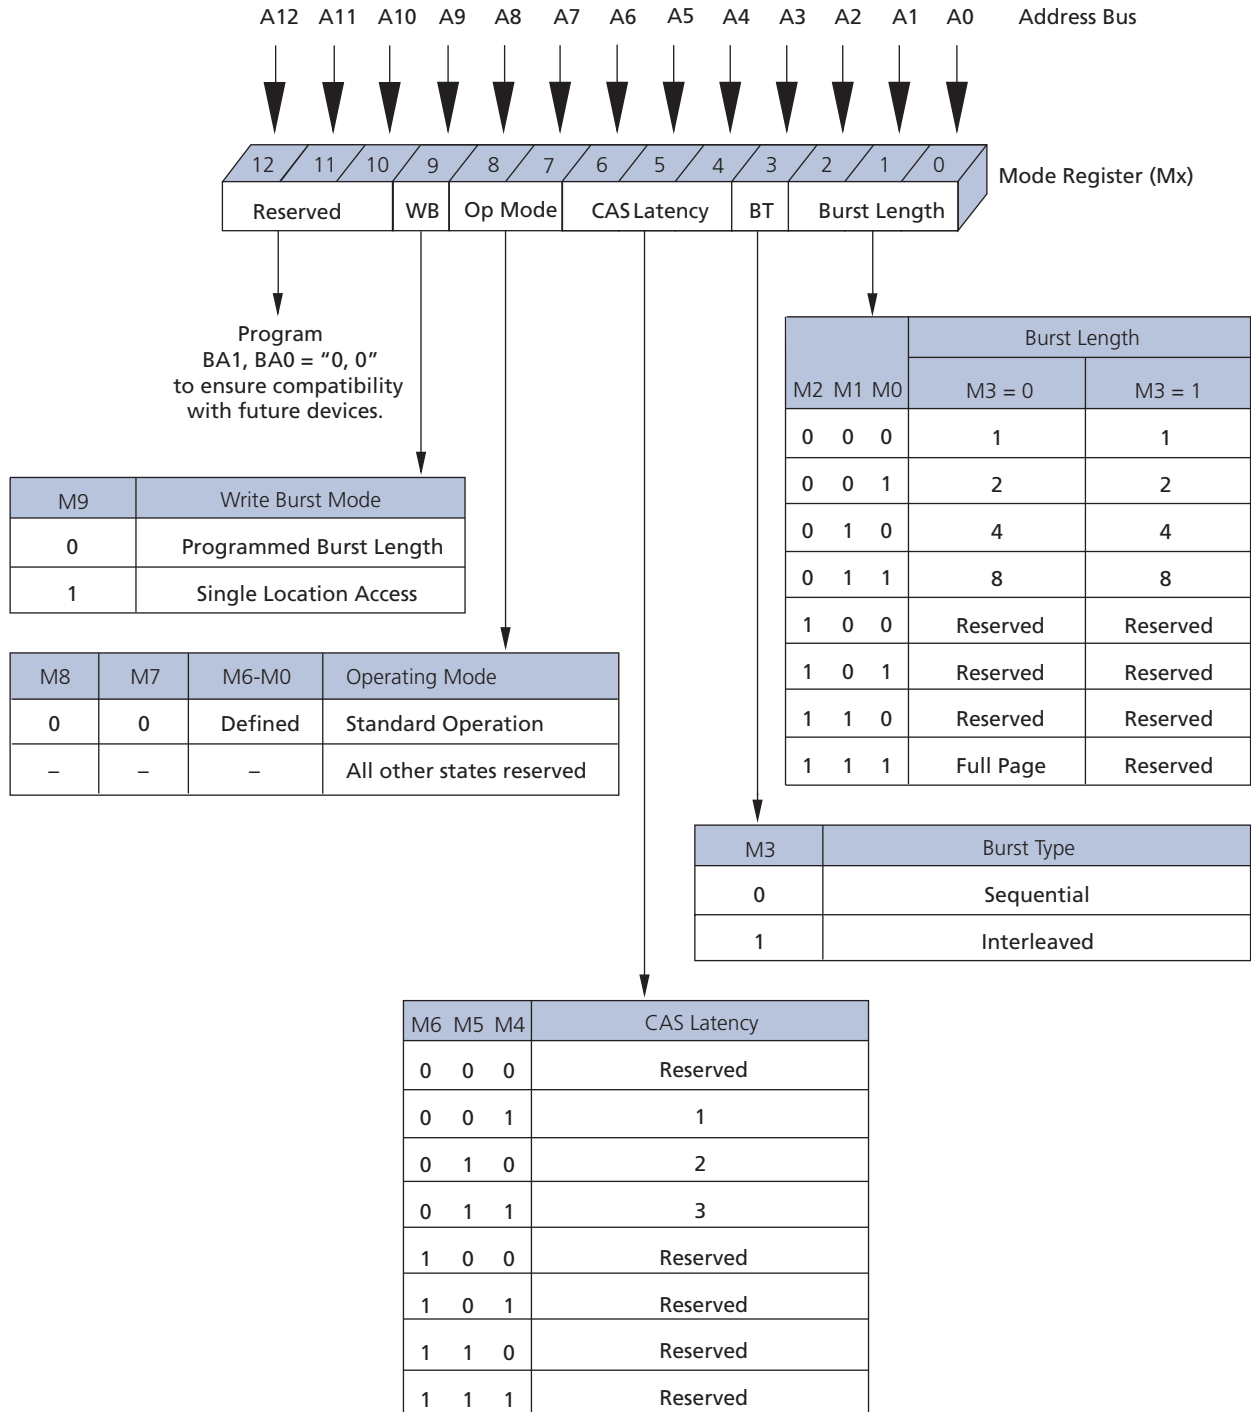 A12 A11 A10 A9 A8 A7 A6 A5 A4 A3 A2 A1 A0 Address Bus
12 11 10 9 8 7 6 5 4 3 2 1 0
Mode Register (Mx)
Reserved WB Op Mode CAS Latency BT Burst Length
Program
BA1, BA0 = “0, 0”
to ensure compatibility
with future devices.
Burst Length
M2 M1 M0 M3 = 0 M3 = 1
0 0 0 1 1
0 0 1 2 2
0 1 0 4 4
0 1 1 8 8
1 0 0 Reserved Reserved
1 0 1 Reserved Reserved
1 1 0 Reserved Reserved
1 1 1 Full Page Reserved
M9 Write Burst Mode
0 Programmed Burst Length
1 Single Location Access
M8 M7 M6-M0 Operating Mode
0 0 Defined Standard Operation
– – – All other states reserved
M3 Burst Type
0 Sequential
1 Interleaved
M6 M5 M4 CAS Latency
0 0 0 Reserved
0 0 1 1
0 1 0 2
0 1 1 3
1 0 0 Reserved
1 0 1 Reserved
1 1 0 Reserved
1 1 1 Reserved